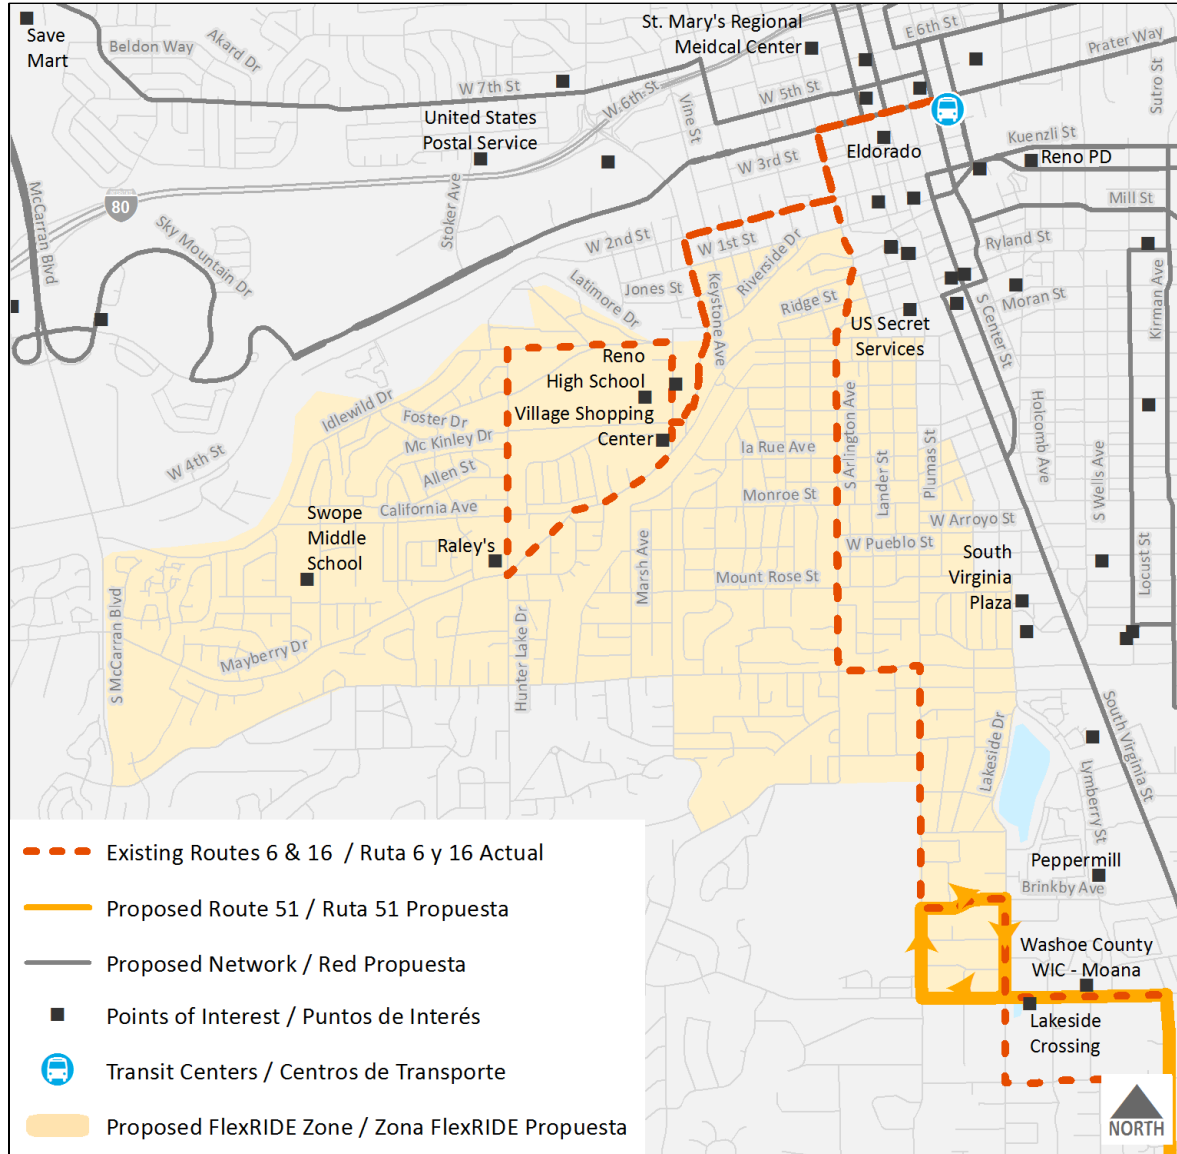 Save
Mart
Beldon Way
Akard Dr
St. Mary's Regional
Meidcal Center
E 6th St
Prater Way
Sutro St
W 7th St
W 6th St
W 5th St
Vine St
United States
Postal Service
Kuenzli St
Eldorado
Reno PD
W 3rd St
80
McCarran Blvd
Sky Mountain Dr
Stoker Ave
Mill St
W 2nd St
W 1st St
Riverside Dr
Ryland St
Latimore Dr
Jones St
Keystone Ave
Ridge St
Moran St
S Center St
Kirman Ave
US Secret
Services
Reno
High School
Idlewild Dr
Foster Dr
Village Shopping
Center
Mc Kinley Dr
la Rue Ave
S Arlington Ave
Lander St
Plumas St
Holcomb Ave
S Wells Ave
W 4th St
Allen St
California Ave
Monroe St
W Arroyo St
Swope
Middle
School
Raley's
W Pueblo St
South
Virginia
Plaza
Locust St
Marsh Ave
Mount Rose St
S McCarran Blvd
Mayberry Dr
Hunter Lake Dr
Lakeside Dr
South Virginia St
Lymberry St
Peppermill
Brinkby Ave
Washoe County
WIC - Moana
Lakeside
Crossing
NORTH
Existing Routes 6 & 16 / Ruta 6 y 16 Actual
Proposed Route 51 / Ruta 51 Propuesta
Proposed Network / Red Propuesta
Points of Interest / Puntos de Interés
Transit Centers / Centros de Transporte
Proposed FlexRIDE Zone / Zona FlexRIDE Propuesta